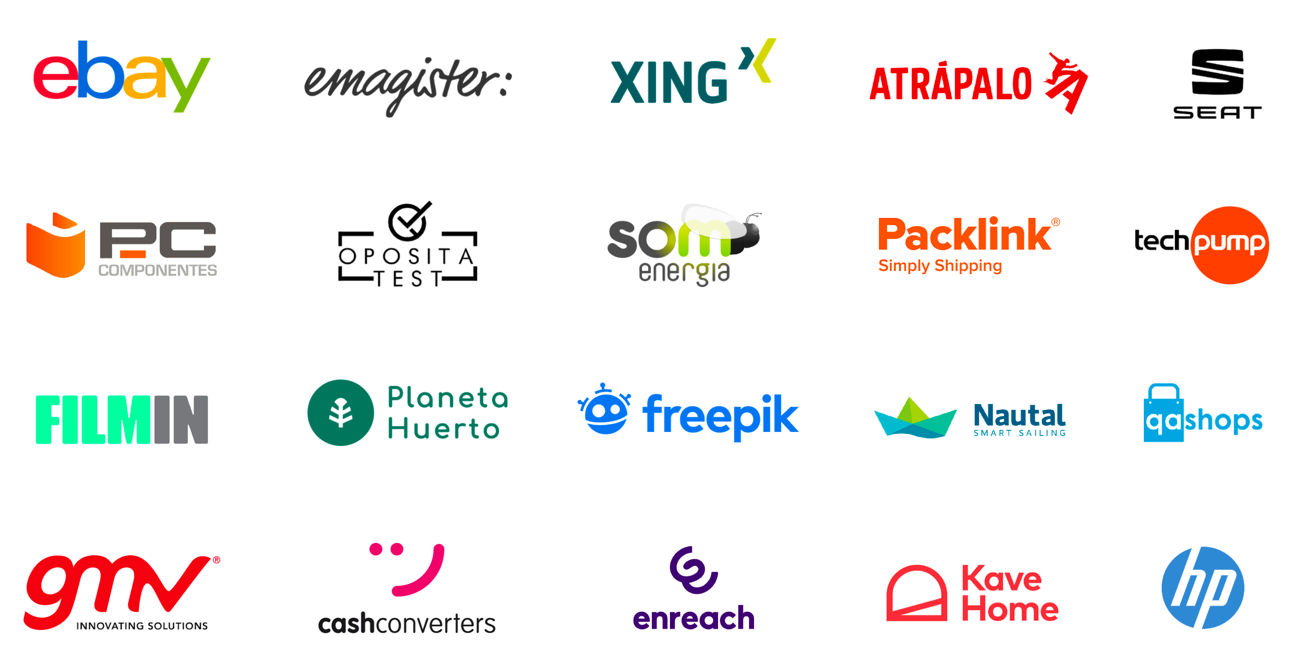 ebay
emagister:
XING
ATRÁPALO
SEAT
PC
COMPONENTES
OPOSITA
TEST
som
energia
Packlink®
Simply Shipping
techpump
FILMIN
Planeta
Huerto
freepik
Nautal
SMART SAILING
qashops
gmv®
INNOVATING SOLUTIONS
cashconverters
enreach
Kave
Home
hp